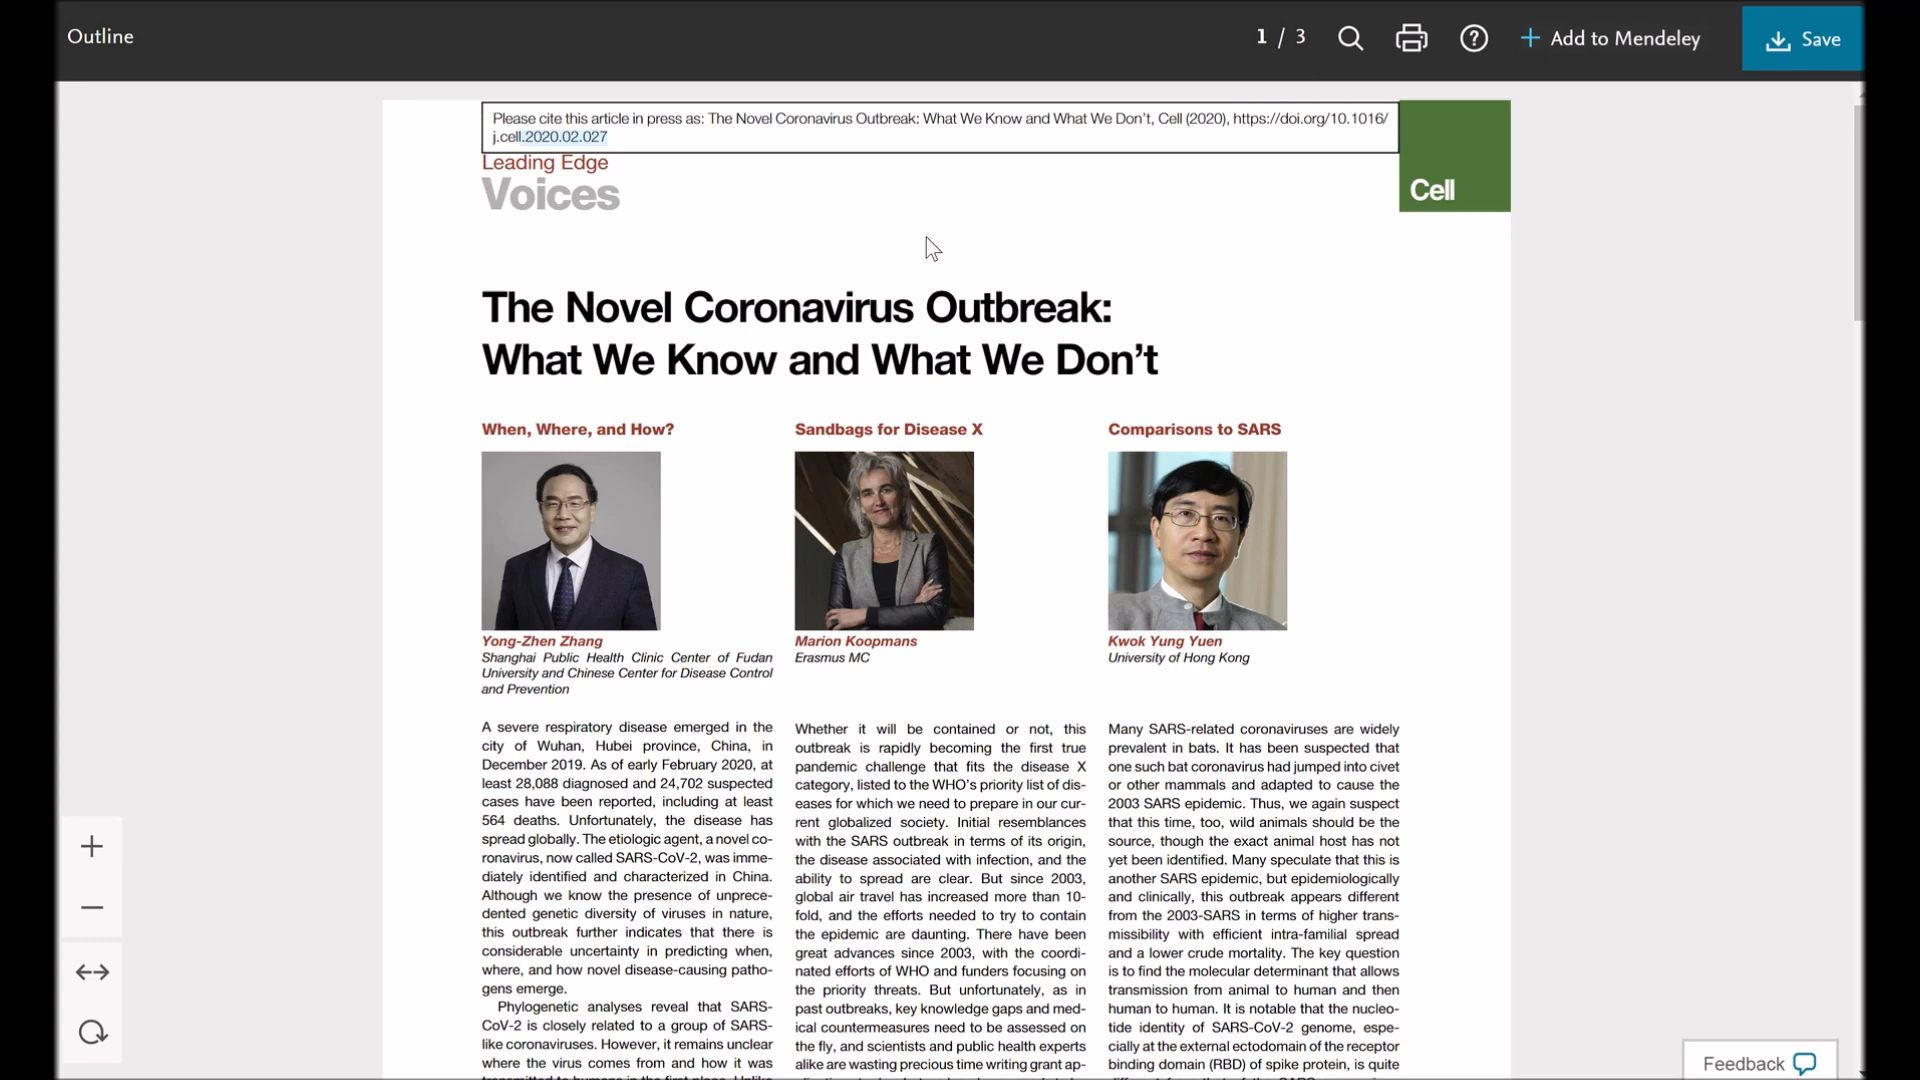 Outline
1 / 3
Add to Mendeley
Save
Please cite this article in press as: The Novel Coronavirus Outbreak: What We Know and What We Don't, Cell (2020), https://doi.org/10.1016/
j.cell.2020.02.027
Leading Edge
Voices
Cell
The Novel Coronavirus Outbreak:
What We Know and What We Don't
When, Where, and How?
Yong-Zhen Zhang
Shanghai Public Health Clinic Center of Fudan
University and Chinese Center for Disease Control
and Prevention
A severe respiratory disease emerged in the
city of Wuhan, Hubei province, China, in
December 2019. As of early February 2020, at
least 28,088 diagnosed and 24,702 suspected
cases have been reported, including at least
564 deaths. Unfortunately, the disease has
spread globally. The etiologic agent, a novel co-
ronavirus, now called SARS-CoV-2, was imme-
diately identified and characterized in China.
Although we know the presence of unprece-
dented genetic diversity of viruses in nature,
this outbreak further indicates that there is
considerable uncertainty in predicting when,
where, and how novel disease-causing patho-
gens emerge.
Phylogenetic analyses reveal that SARS-
CoV-2 is closely related to a group of SARS-
like coronaviruses. However, it remains unclear
where the virus comes from and how it was
Sandbags for Disease X
Marion Koopmans
Erasmus MC
Whether it will be contained or not, this
outbreak is rapidly becoming the first true
pandemic challenge that fits the disease X
category, listed to the WHO's priority list of dis-
eases for which we need to prepare in our cur-
rent globalized society. Initial resemblances
with the SARS outbreak in terms of its origin,
the disease associated with infection, and the
ability to spread are clear. But since 2003,
global air travel has increased more than 10-
fold, and the efforts needed to try to contain
the epidemic are daunting. There have been
great advances since 2003, with the coordi-
nated efforts of WHO and funders focusing on
the priority threats. But unfortunately, as in
past outbreaks, key knowledge gaps and med-
ical countermeasures need to be assessed on
the fly, and scientists and public health experts
alike are wasting precious time writing grant ap-
Comparisons to SARS
Kwok Yung Yuen
University of Hong Kong
Many SARS-related coronaviruses are widely
prevalent in bats. It has been suspected that
one such bat coronavirus had jumped into civet
or other mammals and adapted to cause the
2003 SARS epidemic. Thus, we again suspect
that this time, too, wild animals should be the
source, though the exact animal host has not
yet been identified. Many speculate that this is
another SARS epidemic, but epidemiologically
and clinically, this outbreak appears different
from the 2003-SARS in terms of higher trans-
missibility with efficient intra-familial spread
and a lower crude mortality. The key question
is to find the molecular determinant that allows
transmission from animal to human and then
human to human. It is notable that the nucleo-
tide identity of SARS-CoV-2 genome, espe-
cially at the external ectodomain of the receptor
binding domain (RBD) of spike protein, is quite
Feedback